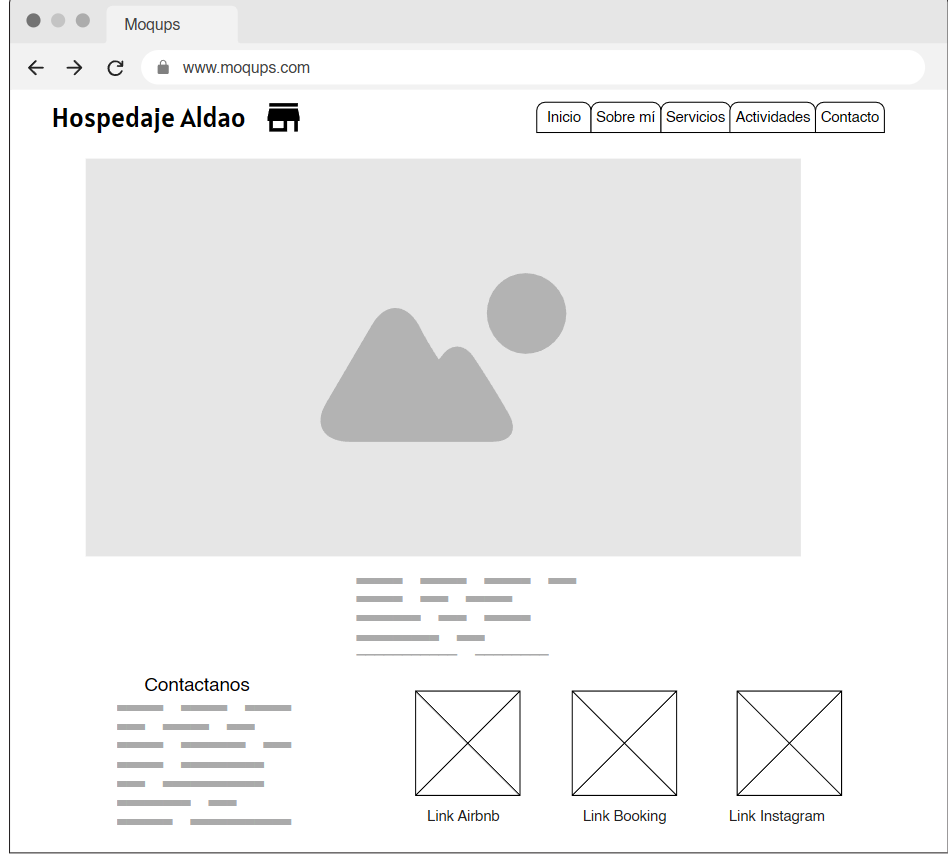 Moqups
www.moqups.com
Hospedaje Aldao
Inicio Sobre mí Servicios Actividades Contacto
Contactanos
Link Airbnb Link Booking Link Instagram